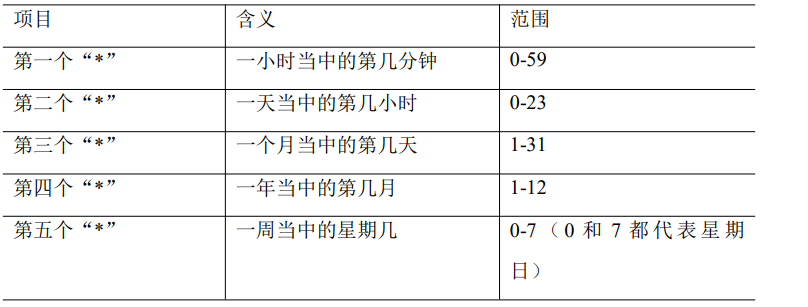 项目 含义 范围
第一个“*” 一小时当中的第几分钟 0-59
第二个“*” 一天当中的第几小时 0-23
第三个“*” 一个月当中的第几天 1-31
第四个“*” 一年当中的第几月 1-12
第五个“*” 一周当中的星期几 0-7（0 和 7 都代表星期
日）